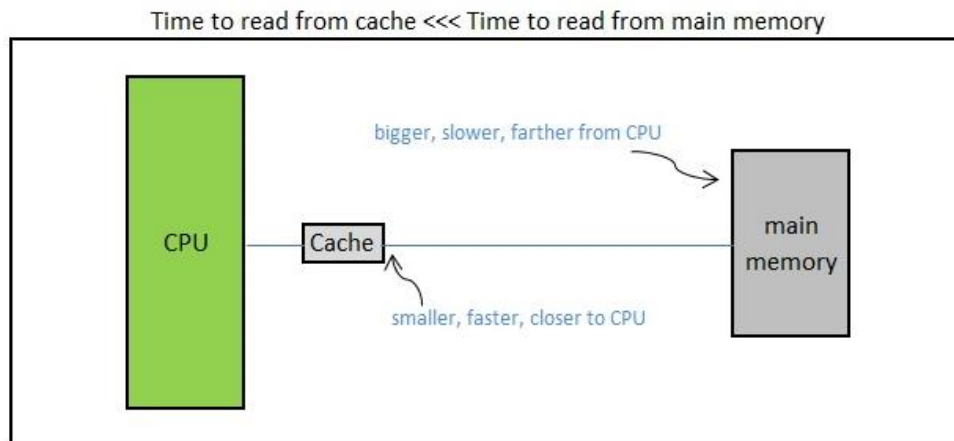 Time to read from cache <<< Time to read from main memory
bigger, slower, farther from CPU
CPU
Cache
main
memory
smaller, faster, closer to CPU